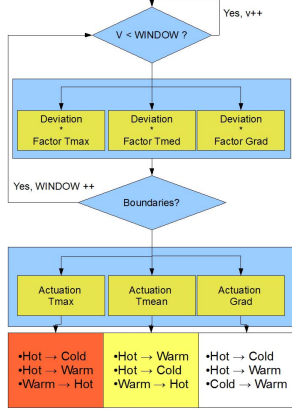 Yes, v++
V < WINDOW ?
Deviation
*
Factor Tmax
Deviation
*
Factor Tmed
Deviation
*
Factor Grad
Yes, WINDOW ++
Boundaries?
Actuation
Tmax
Actuation
Tmean
Actuation
Grad
•Hot → Cold
•Hot → Warm
•Warm → Hot
•Hot → Warm
•Hot → Cold
•Warm → Hot
•Hot → Cold
•Hot → Warm
•Cold → Warm